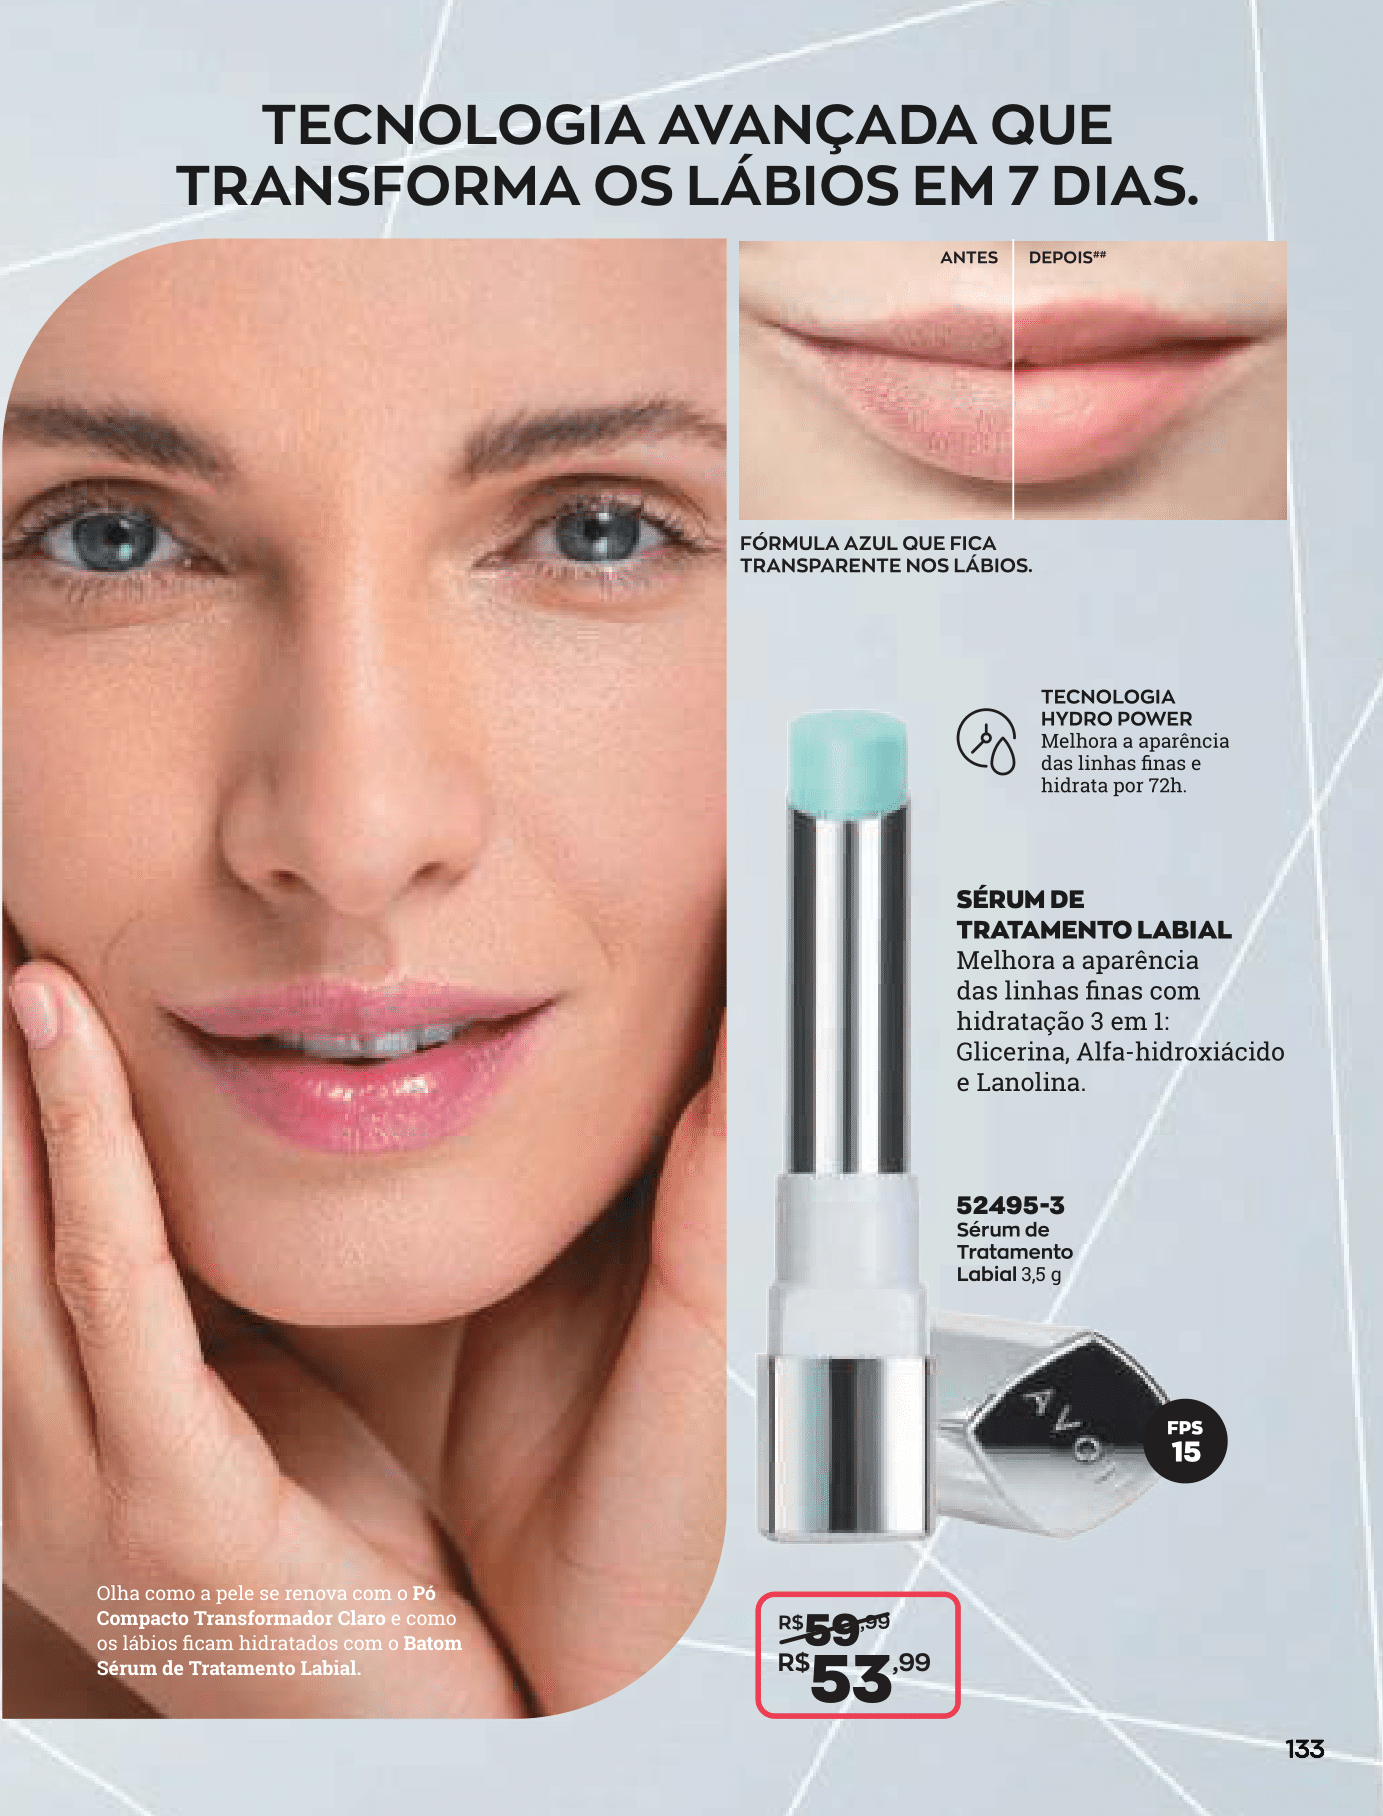 TECNOLOGIA AVANÇADA QUE
TRANSFORMA OS LÁBIOS EM 7 DIAS.
ANTES
DEPOIS##
FÓRMULA AZUL QUE FICA
TRANSPARENTE NOS LÁBIOS.
TECNOLOGIA
HYDRO POWER
Melhora a aparência
das linhas finas e
hidrata por 72h.
SÉRUM DE
TRATAMENTO LABIAL
Melhora a aparência
das linhas finas com
hidratação 3 em 1:
Glicerina, Alfa-hidroxiácido
e Lanolina.
52495-3
Sérum de
Tratamento
Labial 3,5 g
AVON
FPS
15
Olha como a pele se renova com o Pó
Compacto Transformador Claro e como
os lábios ficam hidratados com o Batom
Sérum de Tratamento Labial.
R$59,99
R$53,99
133